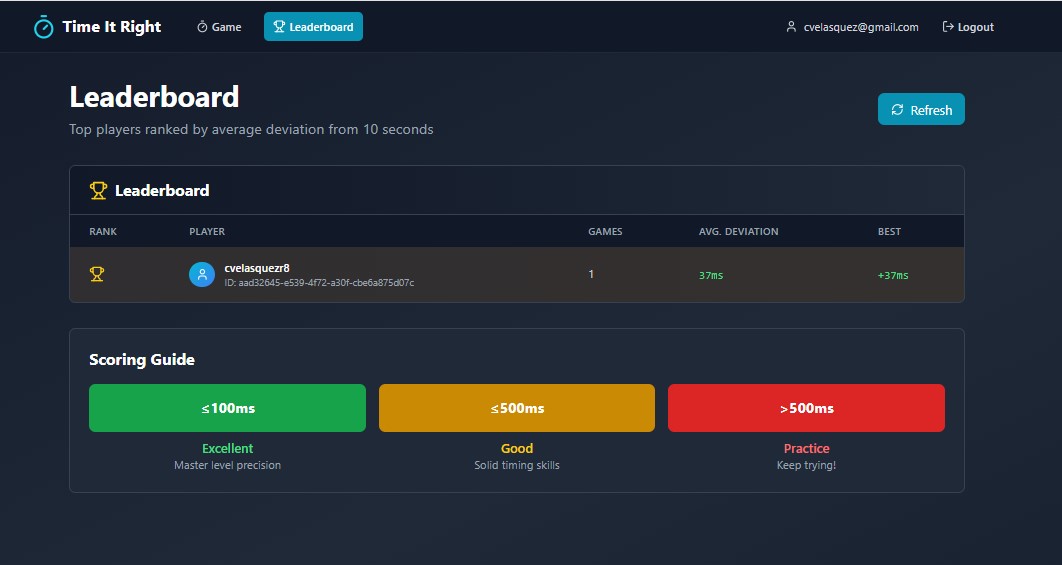 Time It Right Game Leaderboard cvelasquez@gmail.com Logout
Leaderboard
Top players ranked by average deviation from 10 seconds
Refresh
Leaderboard
RANK PLAYER GAMES AVG. DEVIATION BEST
cvelasquezr8 1 37ms +37ms
ID: aad32645-e539-4f72-a30f-cbe6a875d07c
Scoring Guide
≤100ms ≤500ms >500ms
Excellent Good Practice
Master level precision Solid timing skills Keep trying!